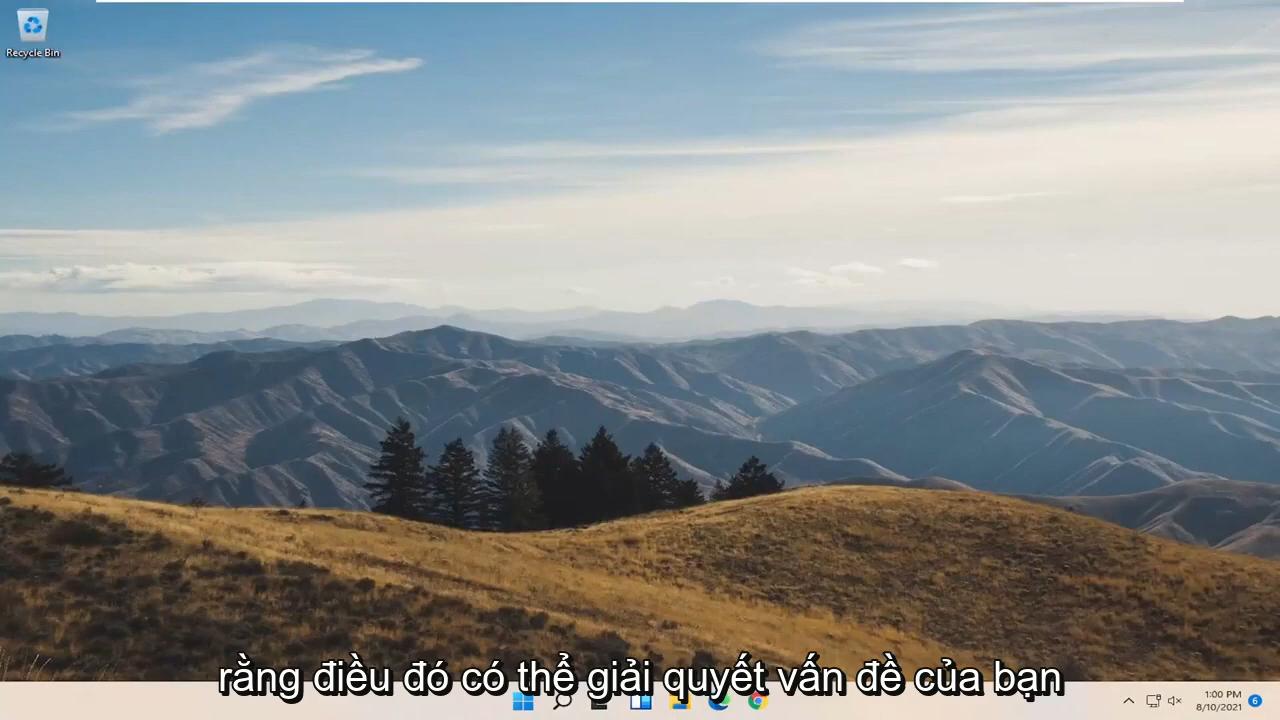 Recycle Bin
rằng điều đó có thể giải quyết vấn đề của bạn
1:00 PM
8/10/2021
6